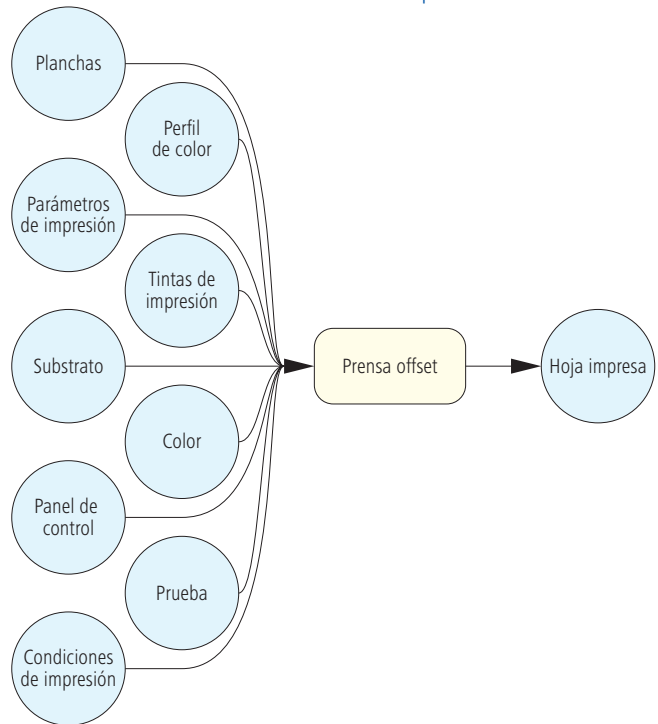 Planchas
Perfil
de color
Parámetros
de impresión
Tintas de
impresión
Substrato
Prensa offset
Hoja impresa
Color
Panel de
control
Prueba
Condiciones
de impresión